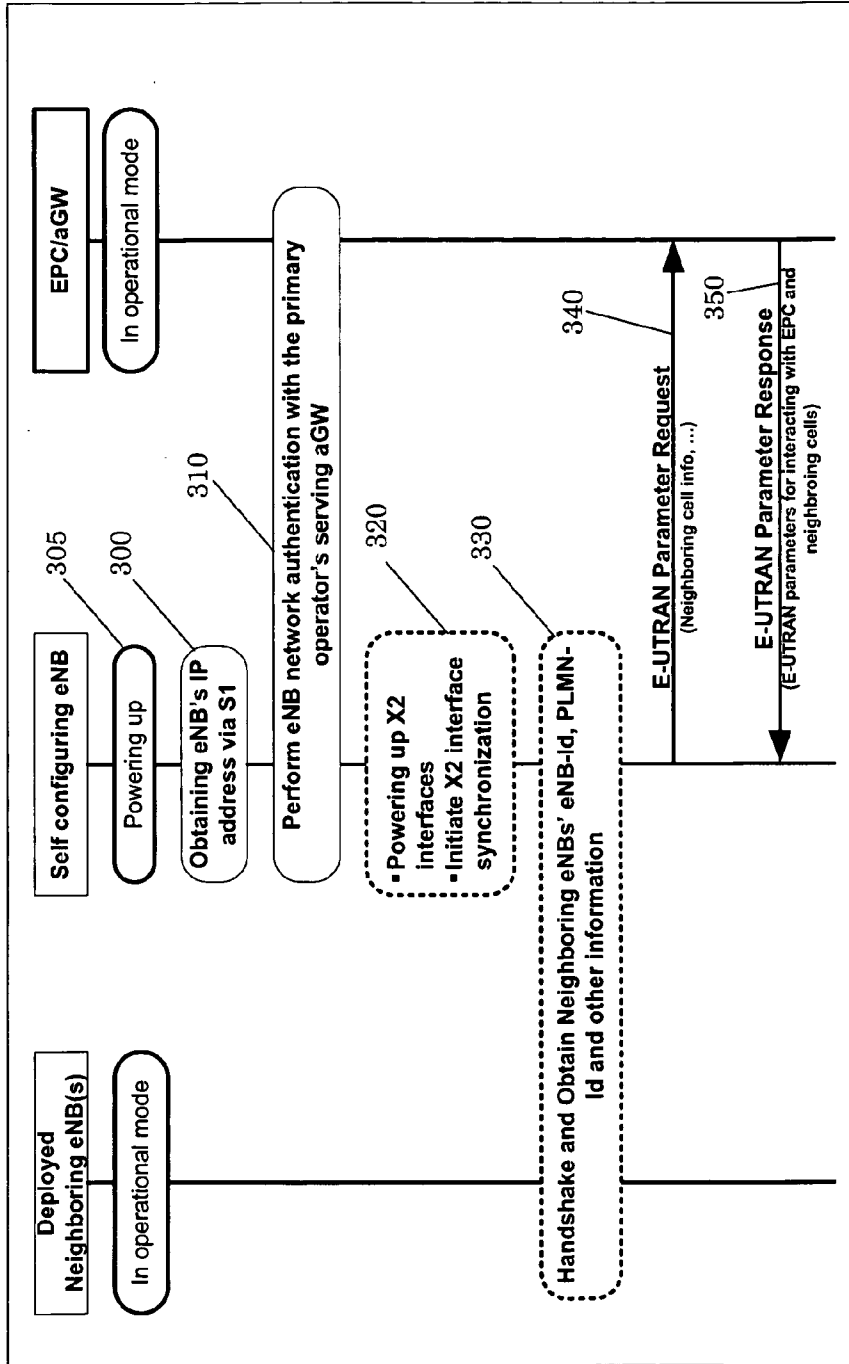 Deployed
Neighboring eNB(s)
Self configuring eNB
EPC/aGW
In operational mode
Powering up
305
In operational mode
Obtaining eNB's IP
address via S1
300
Perform eNB network authentication with the primary
operator's serving aGW
310
▪ Powering up X2
interfaces
▪ Initiate X2 interface
synchronization
320
Handshake and Obtain Neighboring eNBs' eNB-Id, PLMN-
Id and other information
330
E-UTRAN Parameter Request
(Neighboring cell info, ...)
340
E-UTRAN Parameter Response
(E-UTRAN parameters for interacting with EPC and
neighbroing cells)
350